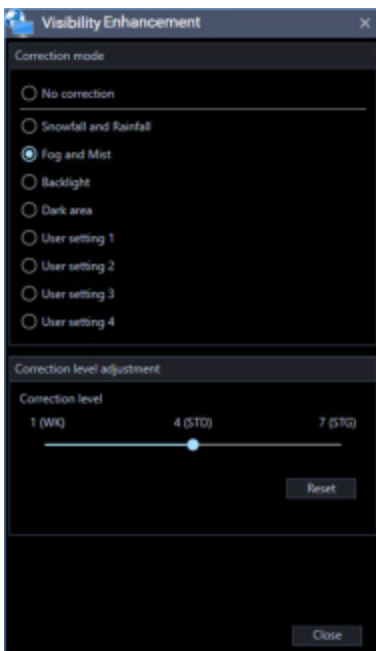 Visibility Enhancement
Correction mode
No correction
Snowfall and Rainfall
Fog and Mist
Backlight
Dark area
User setting 1
User setting 2
User setting 3
User setting 4
Correction level adjustment
Correction level
1 (WK) 4 (STD) 7 (STG)
Reset
Close